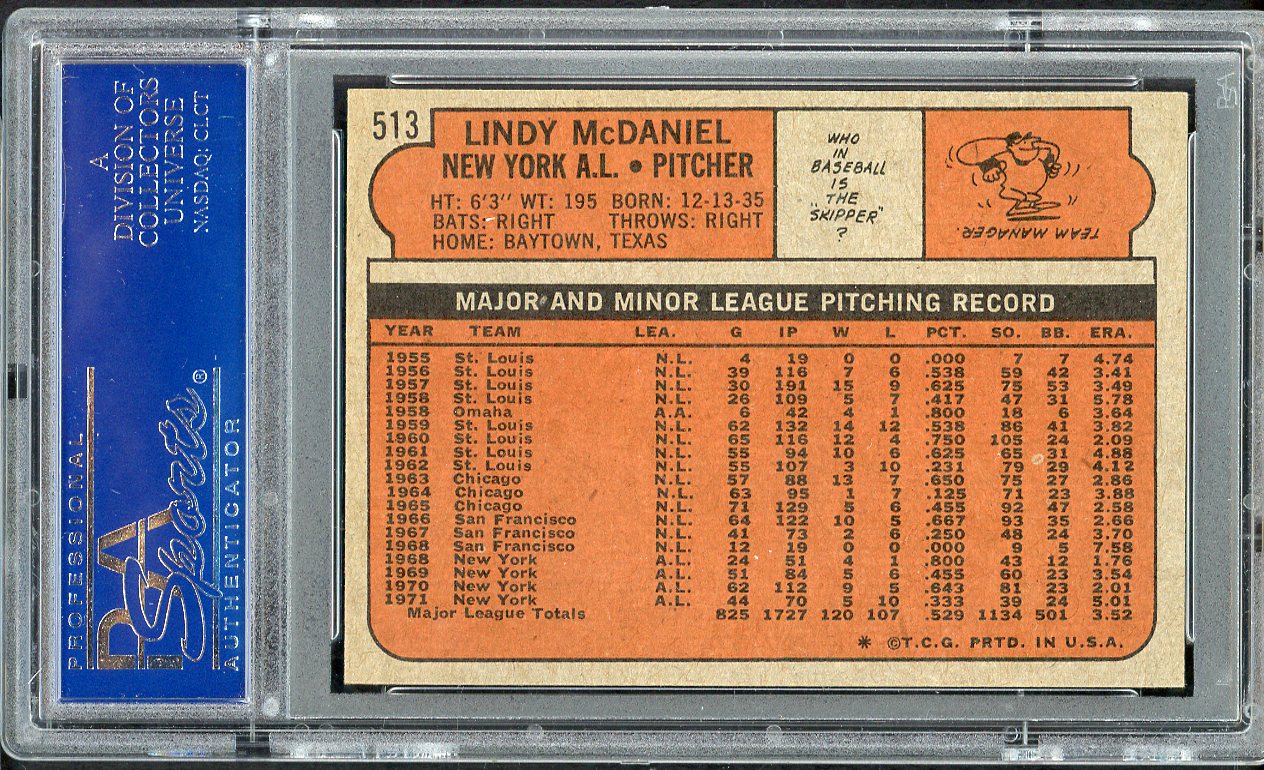 A
DIVISION OF
COLLECTORS
UNIVERSE
NASDAQ: CLCT
PROFESSIONAL
PSA
Sports®
AUTHENTICATOR
513
LINDY McDANIEL
NEW YORK A.L. • PITCHER
HT: 6'3" WT: 195 BORN: 12-13-35
BATS: RIGHT THROWS: RIGHT
HOME: BAYTOWN, TEXAS
WHO
IN
BASEBALL
IS
THE
"SKIPPER"
?
TEAM MANAGER.
MAJOR AND MINOR LEAGUE PITCHING RECORD
YEAR TEAM LEA. G IP W L PCT. SO. BB. ERA.
1955 St. Louis N.L. 4 19 0 0 .000 7 7 4.74
1956 St. Louis N.L. 39 116 7 6 .538 59 42 3.41
1957 St. Louis N.L. 30 191 15 9 .625 75 53 3.49
1958 St. Louis N.L. 26 109 5 7 .417 47 31 5.78
1958 Omaha A.A. 6 42 4 1 .800 18 6 3.64
1959 St. Louis N.L. 62 132 14 12 .538 86 41 3.82
1960 St. Louis N.L. 65 116 12 4 .750 105 24 2.09
1961 St. Louis N.L. 55 94 10 6 .625 65 31 4.88
1962 St. Louis N.L. 55 107 3 10 .231 79 29 4.12
1963 Chicago N.L. 57 88 13 7 .650 75 27 2.86
1964 Chicago N.L. 63 95 1 7 .125 71 23 3.88
1965 Chicago N.L. 71 129 5 6 .455 92 47 2.58
1966 San Francisco N.L. 64 122 10 5 .667 93 35 2.66
1967 San Francisco N.L. 41 73 2 6 .250 48 24 3.70
1968 San Francisco N.L. 12 19 0 0 .000 9 5 7.58
1968 New York A.L. 24 51 4 1 .800 43 12 1.76
1969 New York A.L. 51 84 5 6 .455 60 23 3.54
1970 New York A.L. 62 112 9 5 .643 81 23 2.01
1971 New York A.L. 44 70 5 10 .333 39 24 5.01
Major League Totals 825 1727 120 107 .529 1134 501 3.52
* ©T.C.G. PRTD. IN U.S.A.